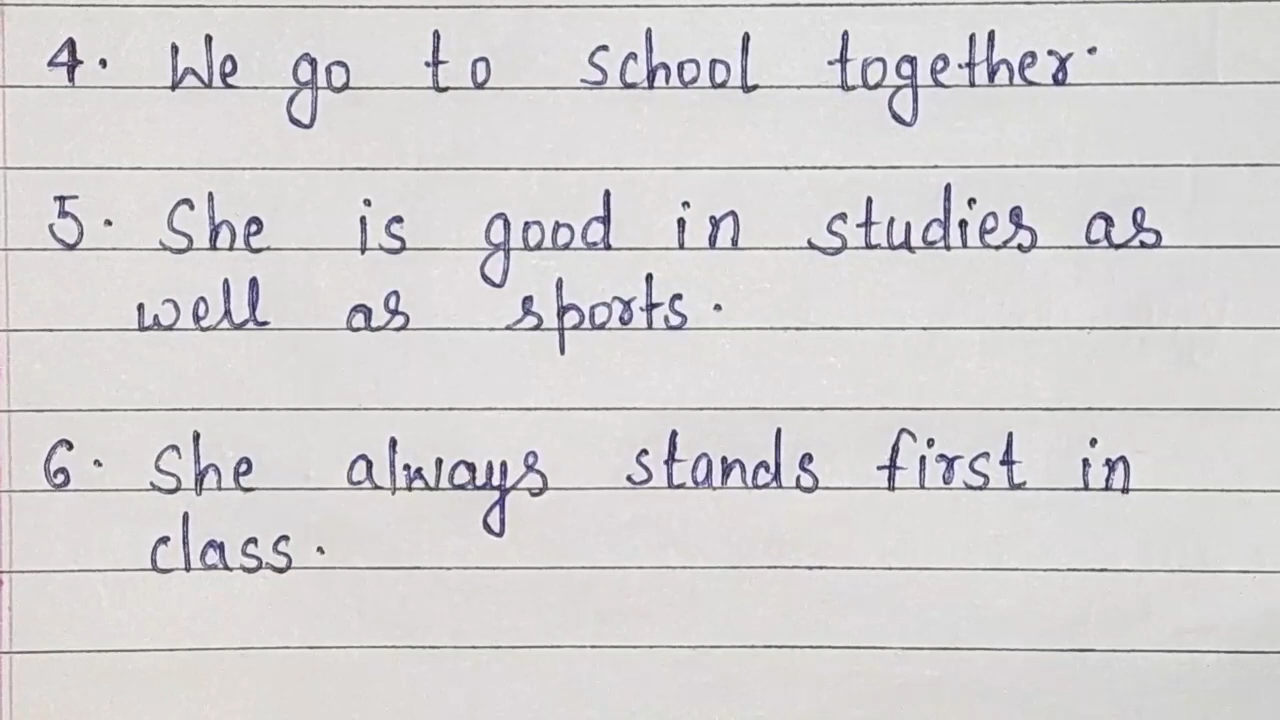 4. We go to school together.
5. She is good in studies as
well as sports.
6. She always stands first in
class.